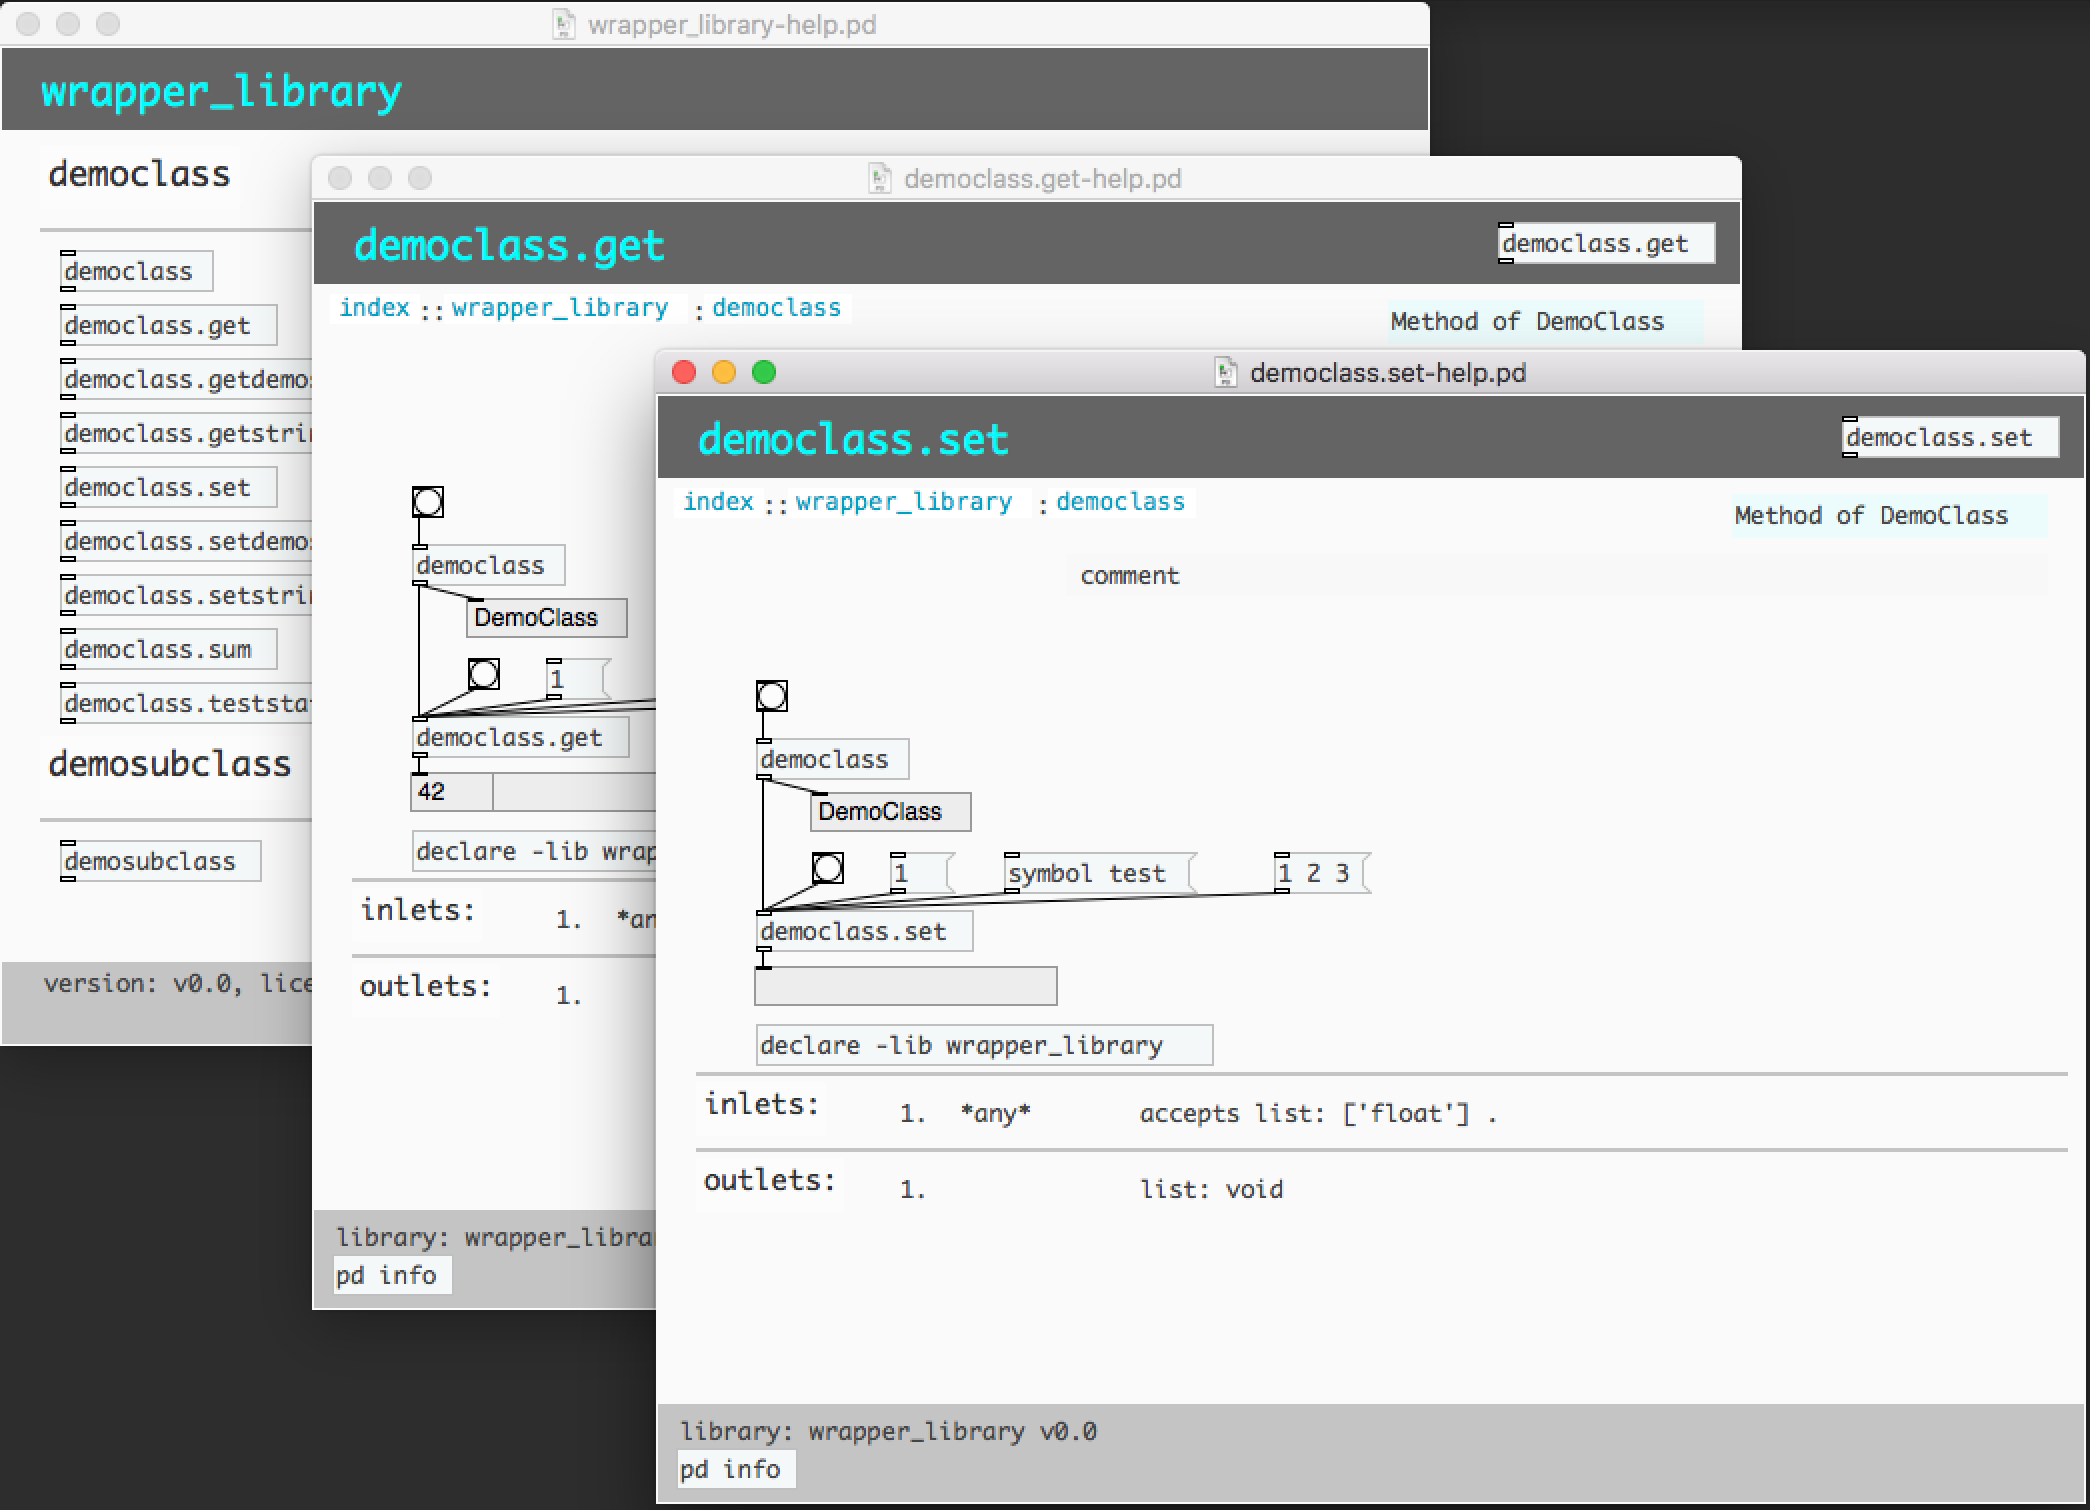 wrapper_library-help.pd
wrapper_library
democlass
democlass
democlass.get
democlass.getdemo
democlass.getstri
democlass.set
democlass.setdemo
democlass.setstri
democlass.sum
democlass.teststa
demosubclass
demosubclass
version: v0.0, lice
democlass.get-help.pd
democlass.get
democlass.get
index :: wrapper_library : democlass
Method of DemoClass
democlass
DemoClass
1
democlass.get
42
declare -lib wrap
inlets: 1. *an
outlets: 1.
library: wrapper_libra
pd info
democlass.set-help.pd
democlass.set
democlass.set
index :: wrapper_library : democlass
Method of DemoClass
comment
democlass
DemoClass
1 symbol test 1 2 3
democlass.set
declare -lib wrapper_library
inlets: 1. *any* accepts list: ['float'] .
outlets: 1. list: void
library: wrapper_library v0.0
pd info